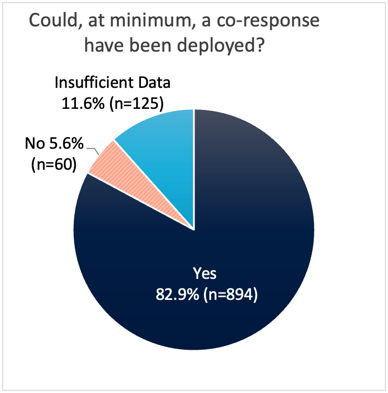 Could, at minimum, a co-response
have been deployed?
Insufficient Data
11.6% (n=125)
No 5.6%
(n=60)
Yes
82.9% (n=894)